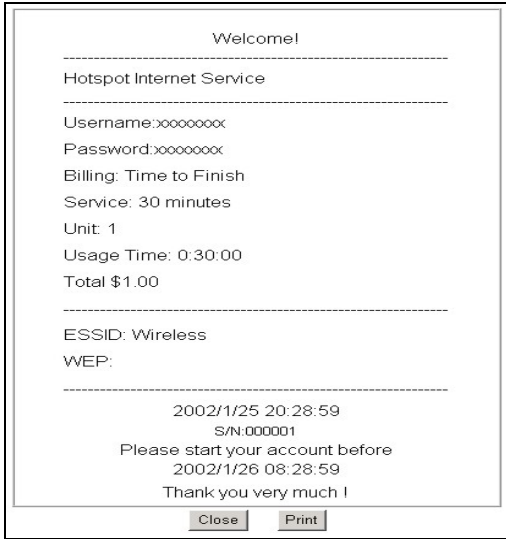 Welcome!
--------------------------------------------------------------------
Hotspot Internet Service
--------------------------------------------------------------------
Username:xxxxxxxx
Password:xxxxxxxx
Billing: Time to Finish
Service: 30 minutes
Unit: 1
Usage Time: 0:30:00
Total $1.00
--------------------------------------------------------------------
ESSID: Wireless
WEP:
--------------------------------------------------------------------
2002/1/25 20:28:59
S/N:000001
Please start your account before
2002/1/26 08:28:59
Thank you very much !
Close Print